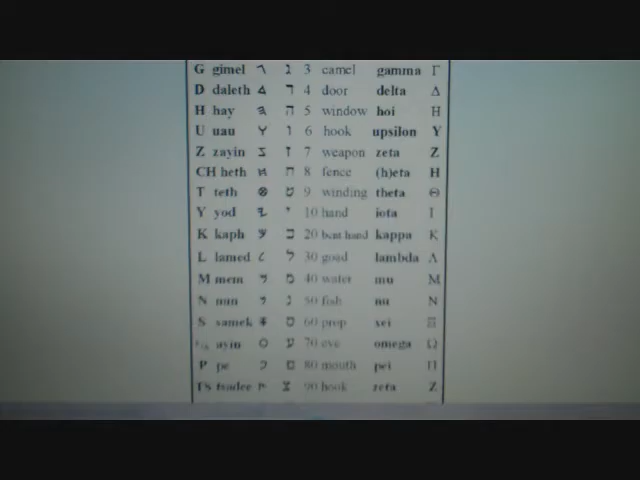 G gimel ג 3 camel gamma Γ
D daleth ד 4 door delta Δ
H hay ה 5 window hoi H
U uau ו 6 hook upsilon Y
Z zayin ז 7 weapon zeta Z
CH heth ח 8 fence (h)eta H
T teth ט 9 winding theta Θ
Y yod י 10 hand iota I
K kaph כ 20 bent hand kappa K
L lamed ל 30 goad lambda Λ
M mem מ 40 water mu M
N nun נ 50 fish nu N
S samek ס 60 prop xei Ξ
ayin ע 70 eye omega Ω
P pe 80 mouth pei Π
TS tsadee 90 hook zeta Z